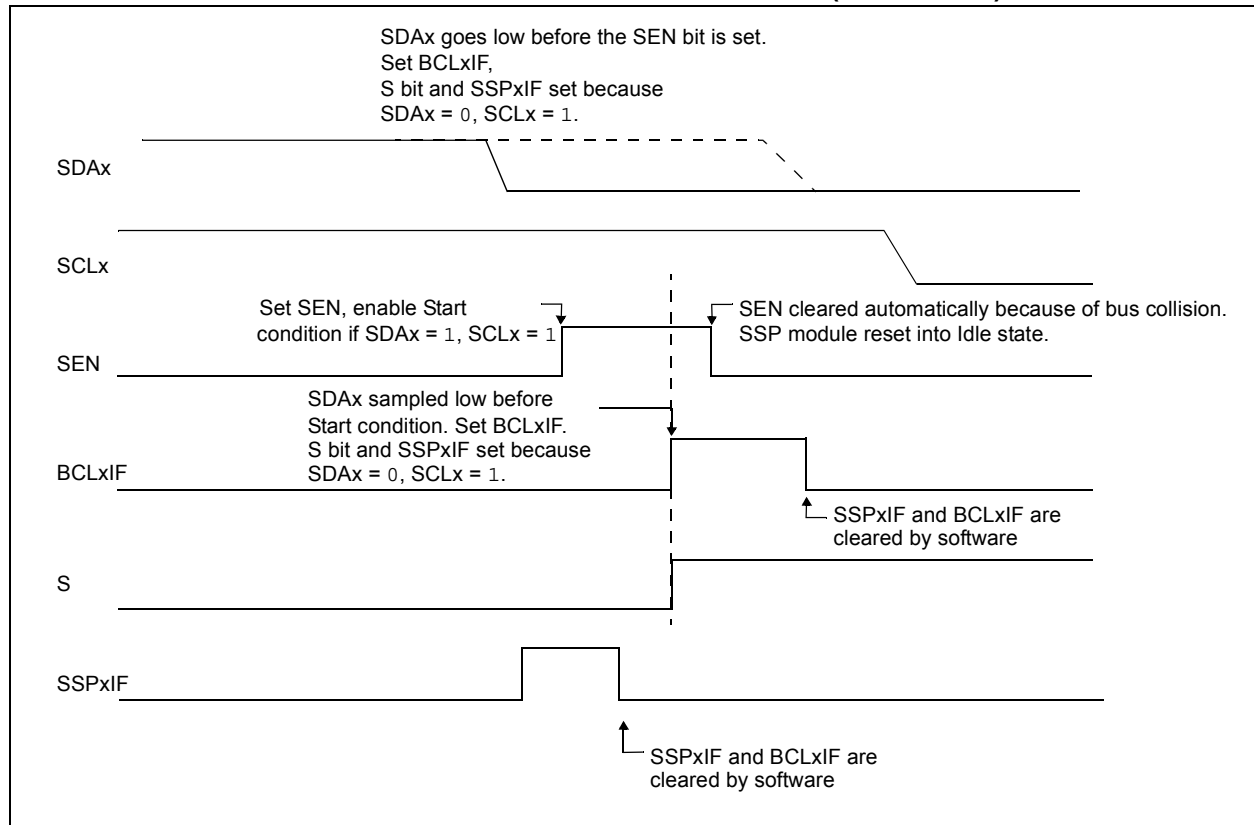 SDAx goes low before the SEN bit is set.
Set BCLxIF,
S bit and SSPxIF set because
SDAx = 0, SCLx = 1.
SDAx
SCLx
Set SEN, enable Start
condition if SDAx = 1, SCLx = 1
SEN cleared automatically because of bus collision.
SSP module reset into Idle state.
SEN
SDAx sampled low before
Start condition. Set BCLxIF.
S bit and SSPxIF set because
SDAx = 0, SCLx = 1.
BCLxIF
SSPxIF and BCLxIF are
cleared by software
S
SSPxIF
SSPxIF and BCLxIF are
cleared by software